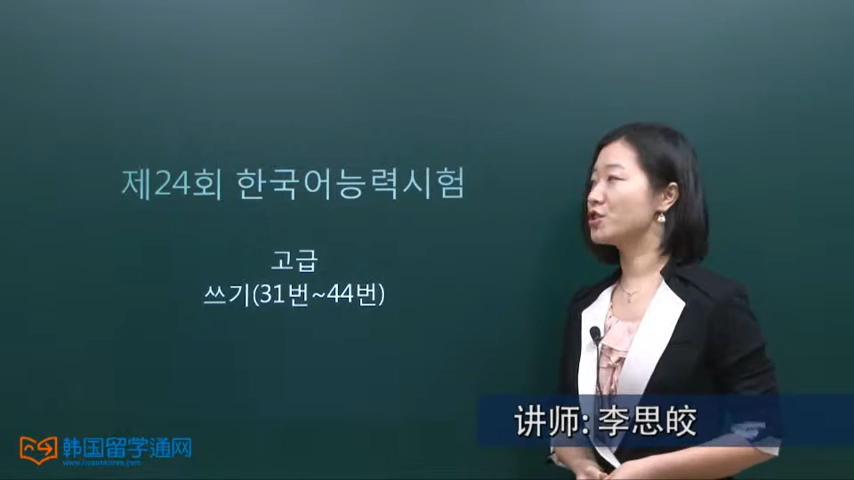 제24회 한국어능력시험
고급
쓰기(31번~44번)
讲师: 李思皎
韩国留学通网